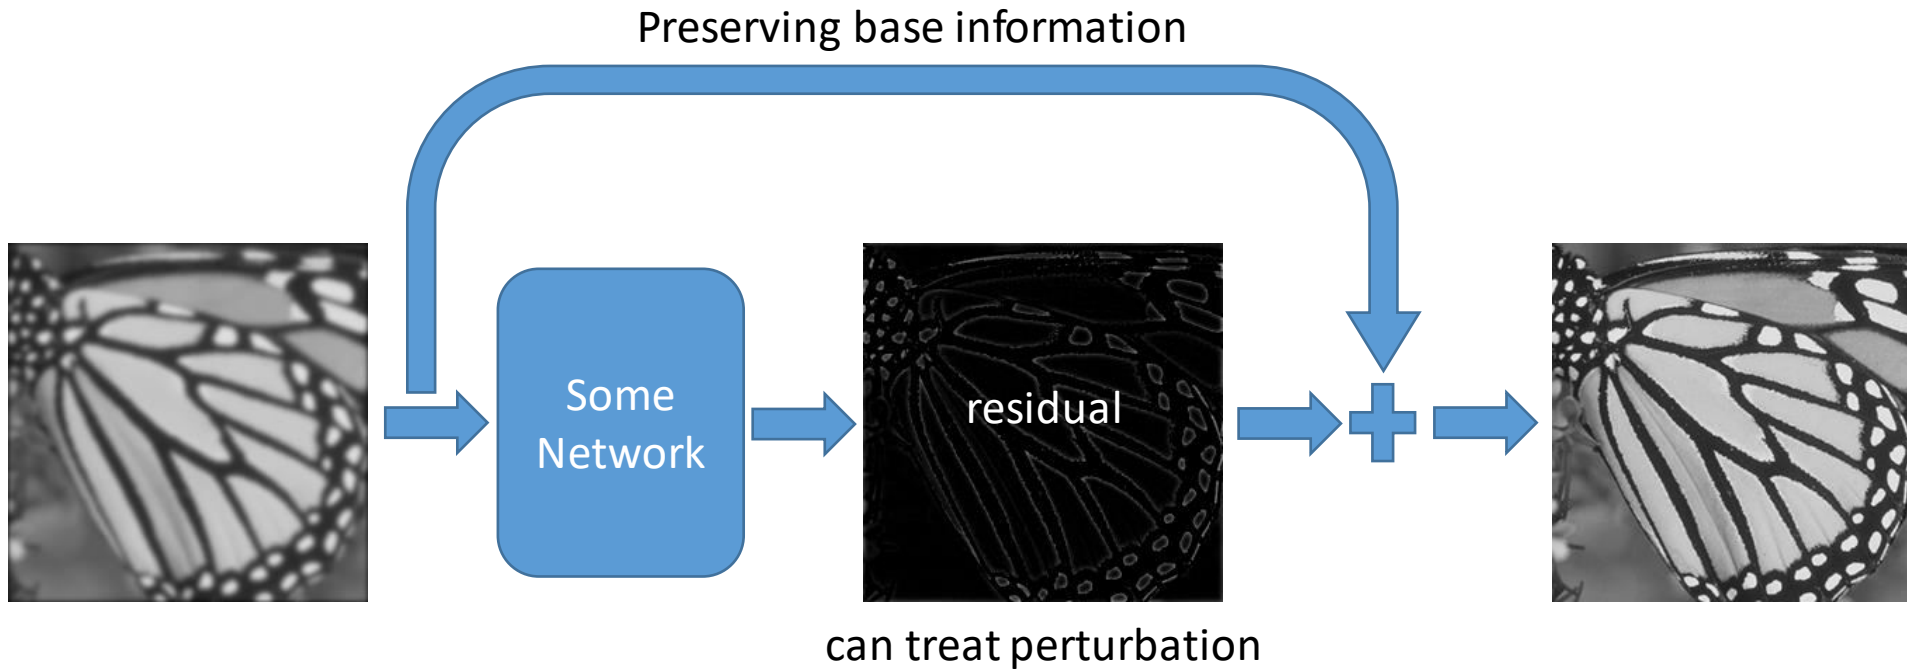 Preserving base information
Some
Network
residual
can treat perturbation